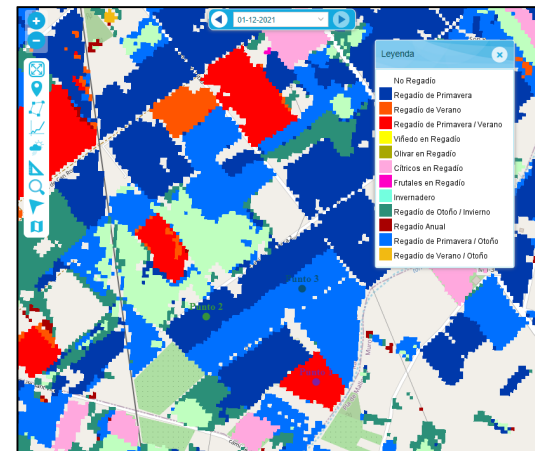 01-12-2021
Leyenda
No Regadío
Regadío de Primavera
Regadío de Verano
Regadío de Primavera / Verano
Viñedo en Regadío
Olivar en Regadío
Cítricos en Regadío
Frutales en Regadío
Invernadero
Regadío de Otoño / Invierno
Regadío Anual
Regadío de Primavera / Otoño
Regadío de Verano / Otoño
Punto 3
Punto 2